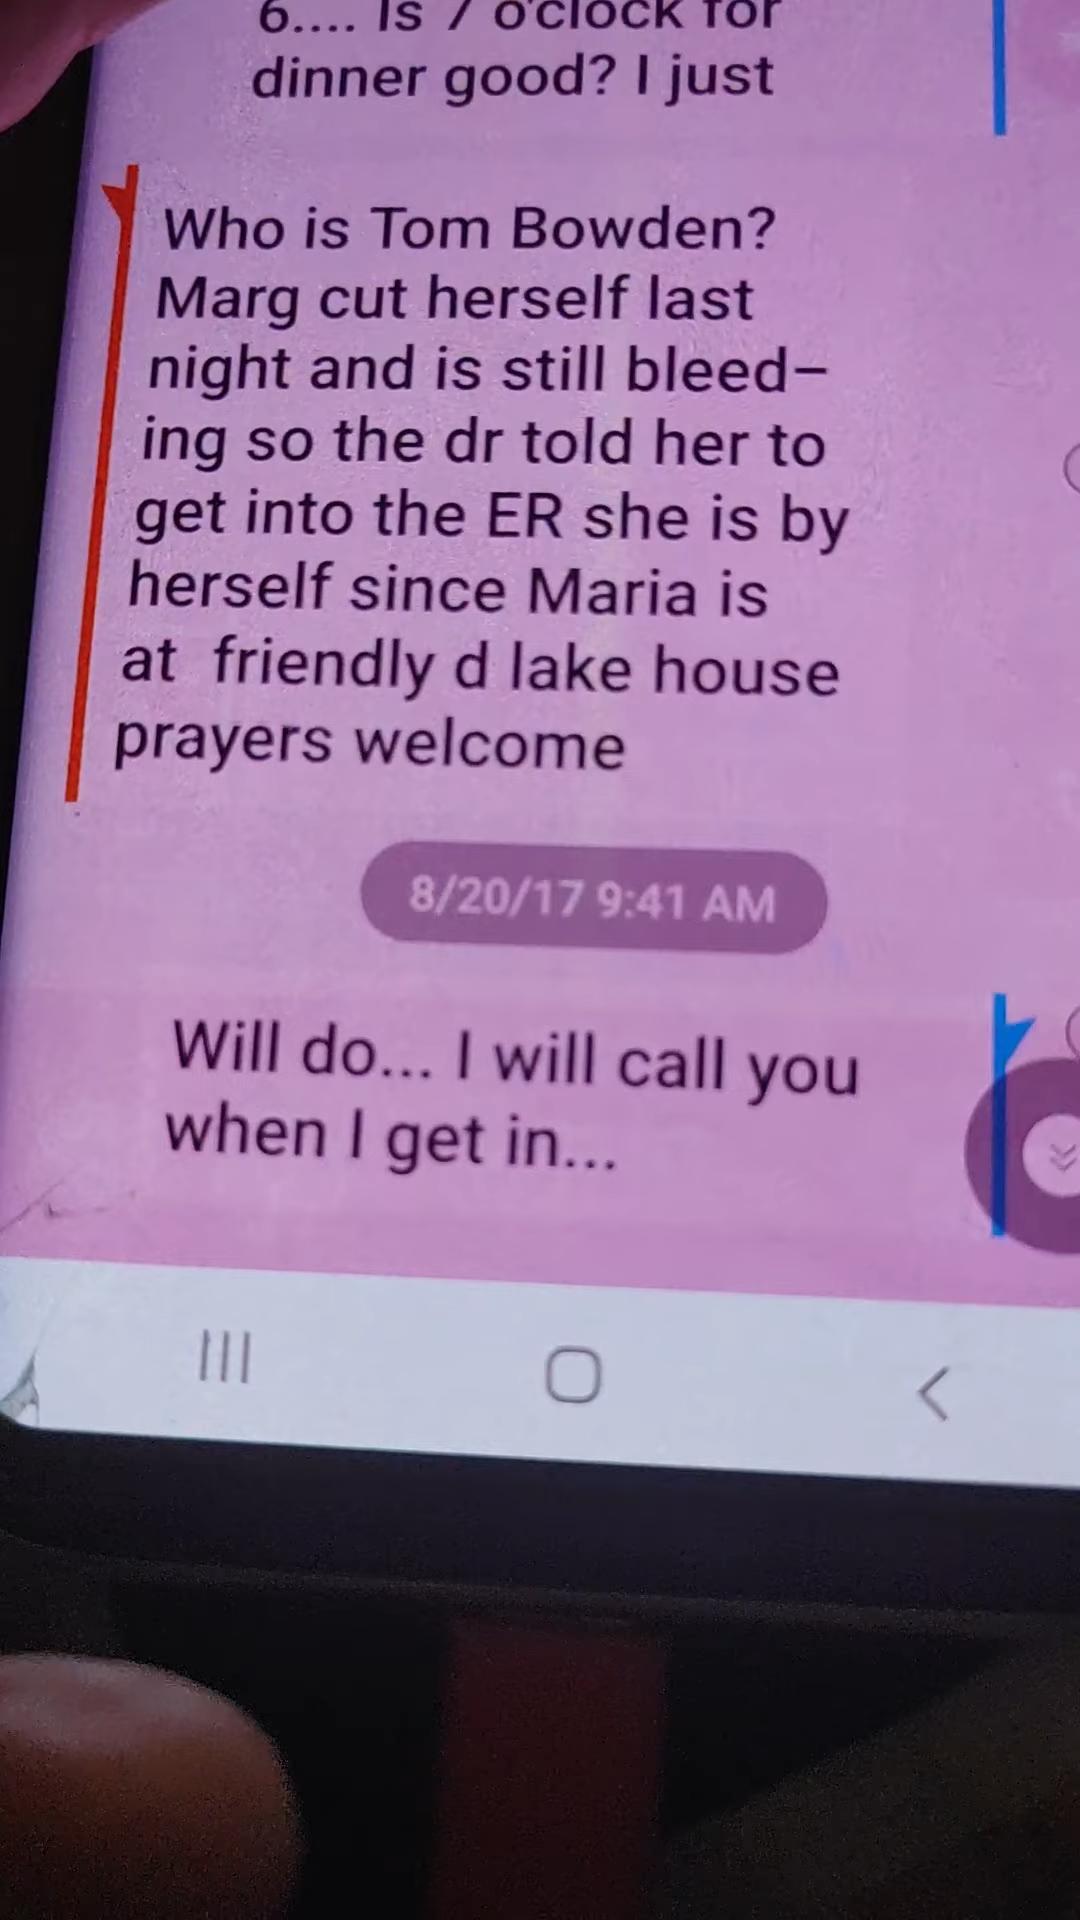 6.... Is 7 o'clock for
dinner good? I just
Who is Tom Bowden?
Marg cut herself last
night and is still bleed-
ing so the dr told her to
get into the ER she is by
herself since Maria is
at  friendly d lake house
prayers welcome
8/20/17 9:41 AM
Will do... I will call you
when I get in...